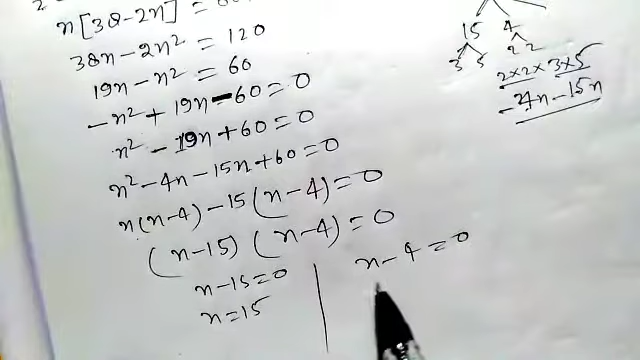 n[38-2n] =
38n-2n² = 120
19n-n² = 60
-n²+19n-60=0
n²-19n+60=0
n²-4n-15n+60=0
n(n-4)-15(n-4)=0
(n-15)(n-4)=0
n-15=0
n=15
n-4=0
15 4
3 5 2 2
2×2×3×5
-4n-15n